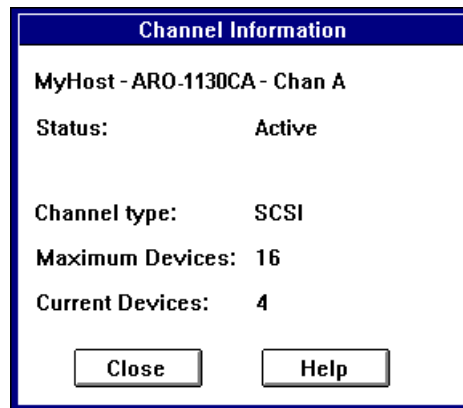 Channel Information
MyHost - ARO-1130CA - Chan A
Status: Active
Channel type: SCSI
Maximum Devices: 16
Current Devices: 4
Close Help